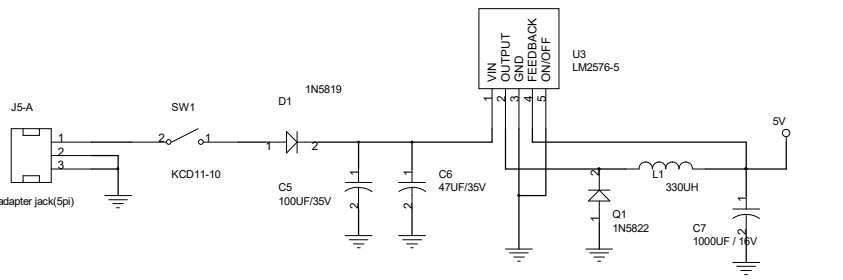 J5-A
1
2
3
adapter jack(5pi)
SW1
2
1
KCD11-10
D1
1N5819
1
2
C5
100UF/35V
1
2
C6
47UF/35V
1
2
U3
LM2576-5
VIN
OUTPUT
GND
FEEDBACK
ON/OFF
1
2
3
4
5
Q1
1N5822
2
1
L1
330UH
5V
C7
1000UF / 16V
1
2